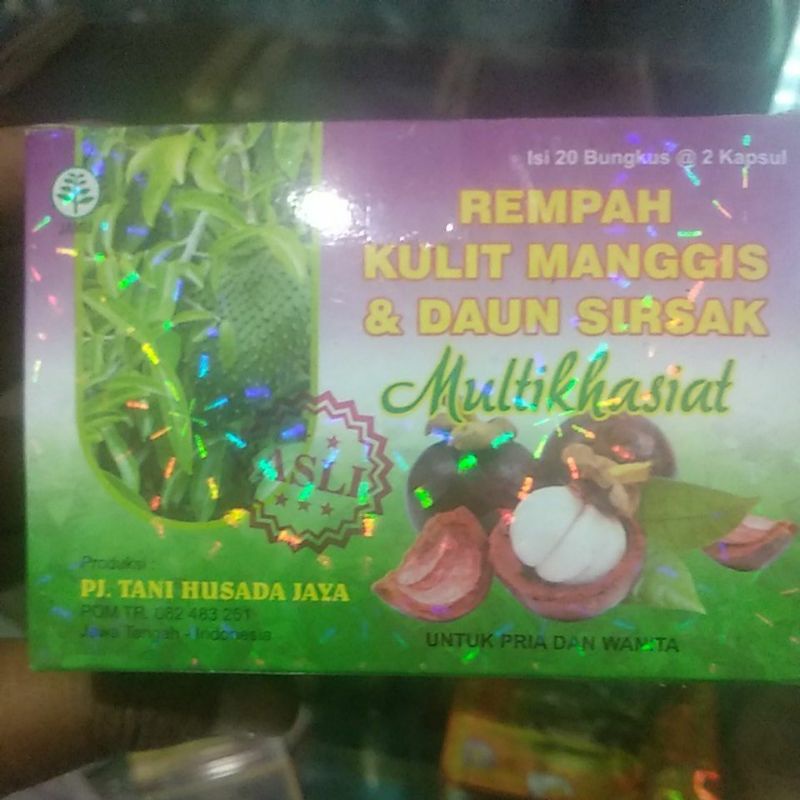 Isi 20 Bungkus @ 2 Kapsul
JAMU
REMPAH
KULIT MANGGIS
& DAUN SIRSAK
Multikhasiat
ASLI
Produksi :
PJ. TANI HUSADA JAYA
POM TR. 082 483 251
Jawa Tengah - Indonesia
UNTUK PRIA DAN WANITA